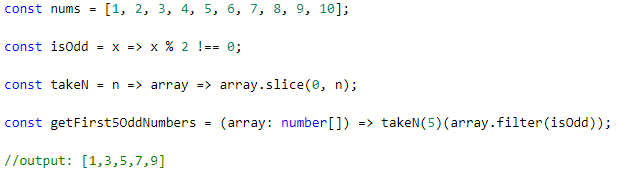 const nums = [1, 2, 3, 4, 5, 6, 7, 8, 9, 10];
const isOdd = x => x % 2 !== 0;
const takeN = n => array => array.slice(0, n);
const getFirst5OddNumbers = (array: number[]) => takeN(5)(array.filter(isOdd));
//output: [1,3,5,7,9]